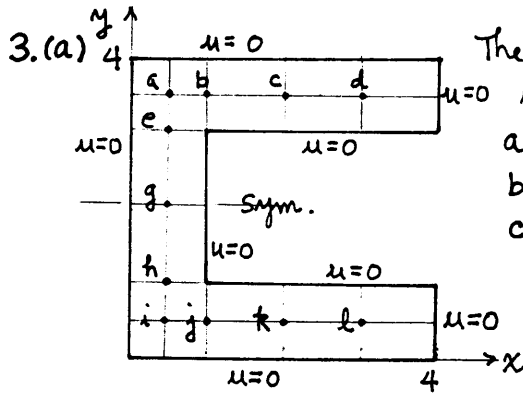 y
3.(a) 4 u= 0 The
a b c d u=0
e a
u=0 u=0 b
g sym. c
u=0
h u=0
i j k l u=0
u=0 4 x